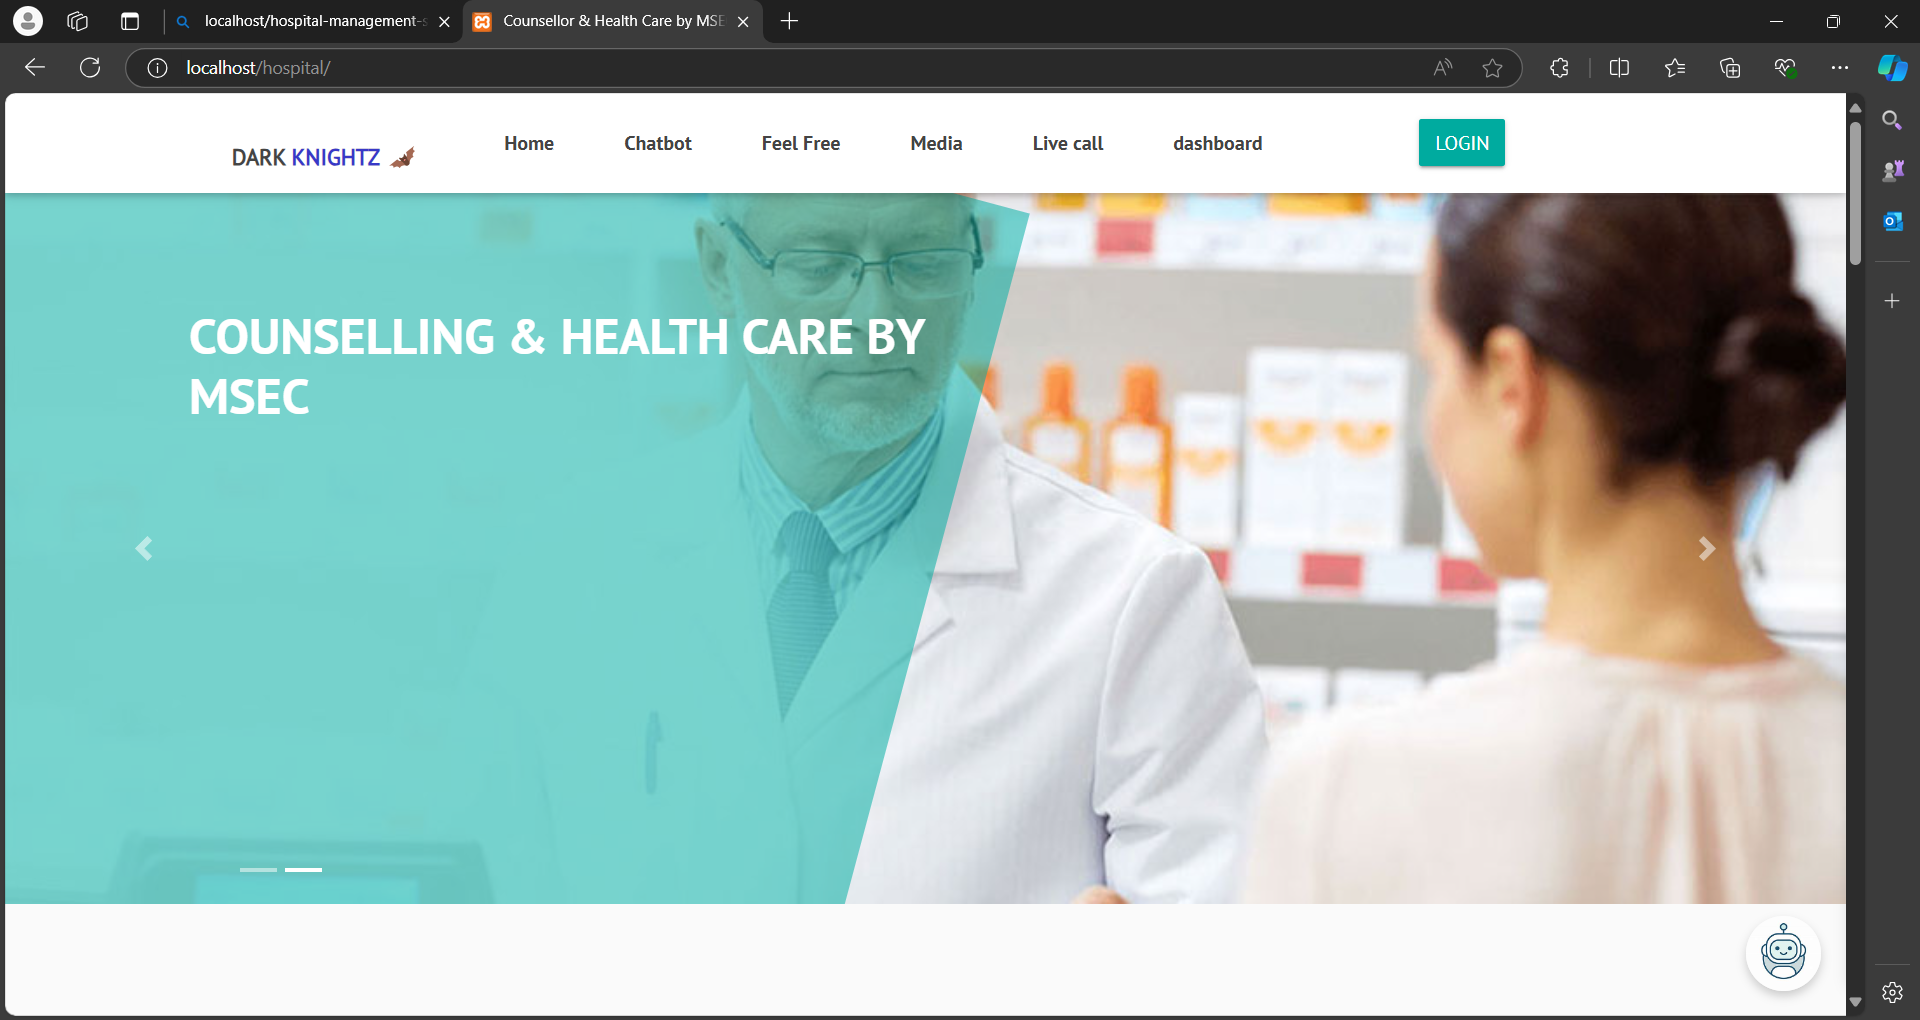 localhost/hospital-management-s
Counsellor & Health Care by MSE
localhost/hospital/
DARK KNIGHTZ
Home
Chatbot
Feel Free
Media
Live call
dashboard
LOGIN
COUNSELLING & HEALTH CARE BY
MSEC